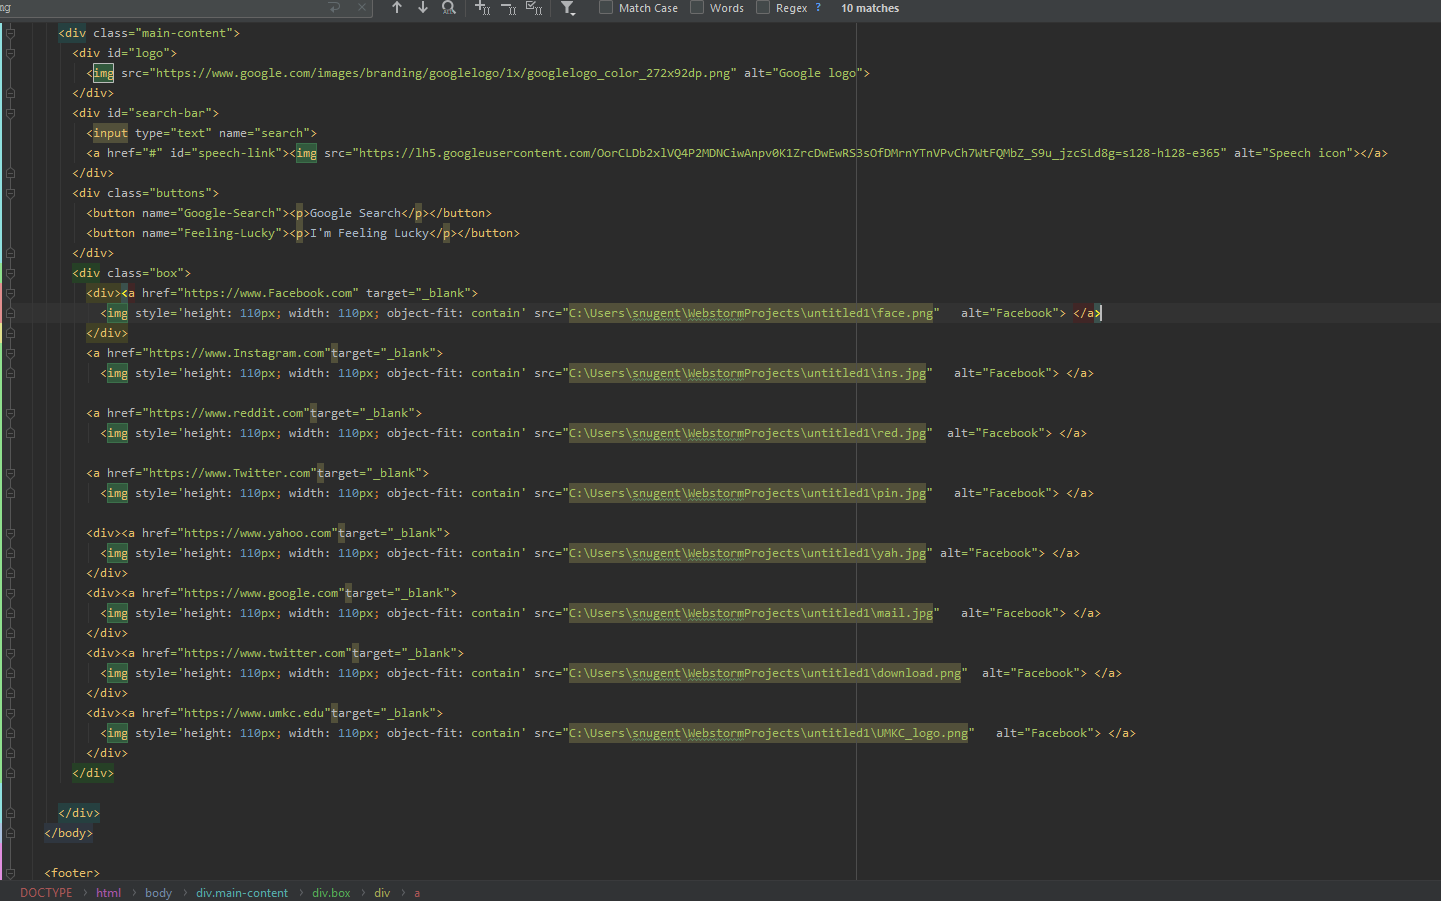 ng Match Case Words Regex ? 10 matches
<div class="main-content">
<div id="logo">
<img src="https://www.google.com/images/branding/googlelogo/1x/googlelogo_color_272x92dp.png" alt="Google logo">
</div>
<div id="search-bar">
<input type="text" name="search">
<a href="#" id="speech-link"><img src="https://lh5.googleusercontent.com/OorCLDb2xlVQ4P2MDNCiwAnpv0K1ZrcDwEwRS3sOfDMrnYTnVPvCh7WtFQMbZ_S9u_jzcSLd8g=s128-h128-e365" alt="Speech icon"></a>
</div>
<div class="buttons">
<button name="Google-Search"><p>Google Search</p></button>
<button name="Feeling-Lucky"><p>I'm Feeling Lucky</p></button>
</div>
<div class="box">
<div><a href="https://www.Facebook.com" target="_blank">
<img style='height: 110px; width: 110px; object-fit: contain' src="C:\Users\snugent\WebstormProjects\untitled1\face.png" alt="Facebook"> </a>
</div>
<a href="https://www.Instagram.com"target="_blank">
<img style='height: 110px; width: 110px; object-fit: contain' src="C:\Users\snugent\WebstormProjects\untitled1\ins.jpg" alt="Facebook"> </a>
<a href="https://www.reddit.com"target="_blank">
<img style='height: 110px; width: 110px; object-fit: contain' src="C:\Users\snugent\WebstormProjects\untitled1\red.jpg" alt="Facebook"> </a>
<a href="https://www.Twitter.com"target="_blank">
<img style='height: 110px; width: 110px; object-fit: contain' src="C:\Users\snugent\WebstormProjects\untitled1\pin.jpg" alt="Facebook"> </a>
<div><a href="https://www.yahoo.com"target="_blank">
<img style='height: 110px; width: 110px; object-fit: contain' src="C:\Users\snugent\WebstormProjects\untitled1\yah.jpg" alt="Facebook"> </a>
</div>
<div><a href="https://www.google.com"target="_blank">
<img style='height: 110px; width: 110px; object-fit: contain' src="C:\Users\snugent\WebstormProjects\untitled1\mail.jpg" alt="Facebook"> </a>
</div>
<div><a href="https://www.twitter.com"target="_blank">
<img style='height: 110px; width: 110px; object-fit: contain' src="C:\Users\snugent\WebstormProjects\untitled1\download.png" alt="Facebook"> </a>
</div>
<div><a href="https://www.umkc.edu"target="_blank">
<img style='height: 110px; width: 110px; object-fit: contain' src="C:\Users\snugent\WebstormProjects\untitled1\UMKC_logo.png" alt="Facebook"> </a>
</div>
</div>
</div>
</body>
<footer>
DOCTYPE › html › body › div.main-content › div.box › div › a